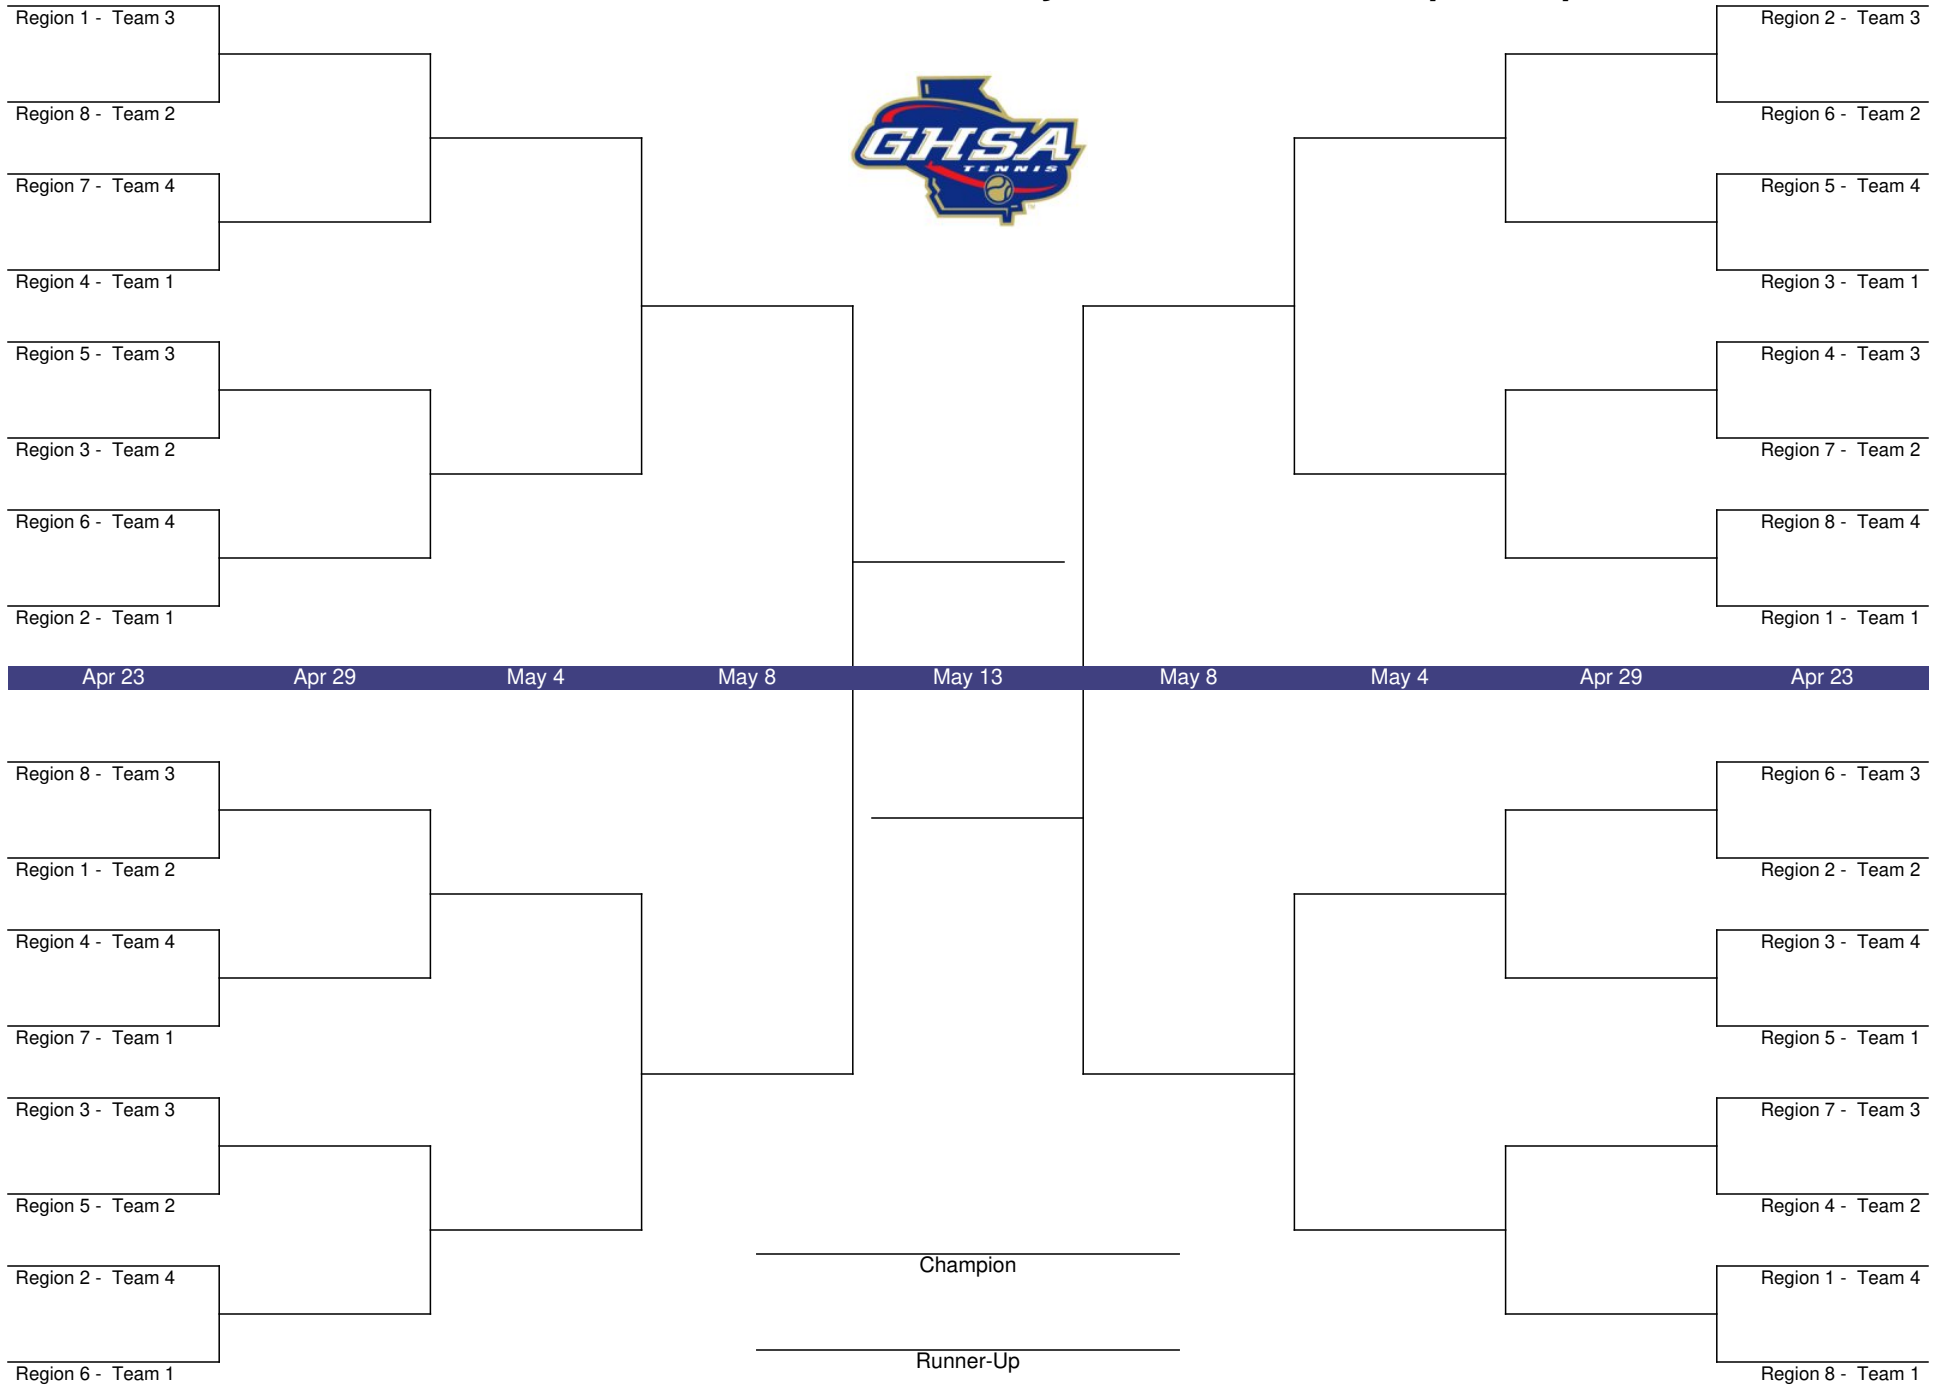 Region 1 - Team 3
Region 8 - Team 2
Region 7 - Team 4
Region 4 - Team 1
Region 5 - Team 3
Region 3 - Team 2
Region 6 - Team 4
Region 2 - Team 1
GHSA
TENNIS
Region 2 - Team 3
Region 6 - Team 2
Region 5 - Team 4
Region 3 - Team 1
Region 4 - Team 3
Region 7 - Team 2
Region 8 - Team 4
Region 1 - Team 1
Apr 23 Apr 29 May 4 May 8 May 13 May 8 May 4 Apr 29 Apr 23
Region 8 - Team 3
Region 1 - Team 2
Region 4 - Team 4
Region 7 - Team 1
Region 3 - Team 3
Region 5 - Team 2
Region 2 - Team 4
Region 6 - Team 1
Champion
Runner-Up
Region 6 - Team 3
Region 2 - Team 2
Region 3 - Team 4
Region 5 - Team 1
Region 7 - Team 3
Region 4 - Team 2
Region 1 - Team 4
Region 8 - Team 1